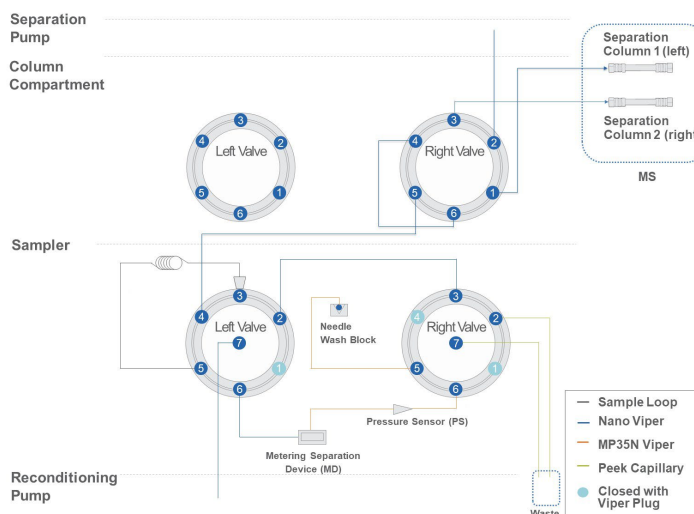 Separation
Pump
Column
Compartment
Separation
Column 1 (left)
Separation
Column 2 (right
MS
3
4
2
Left Valve
5
1
6
3
4
2
Right Valve
5
1
6
Sampler
3
4
2
Left Valve
7
5
1
6
Needle
Wash Block
3
4
2
Right Valve
7
5
1
6
Pressure Sensor (PS)
Metering Separation
Device (MD)
Reconditioning
Pump
Waste
Sample Loop
Nano Viper
MP35N Viper
Peek Capillary
Closed with
Viper Plug